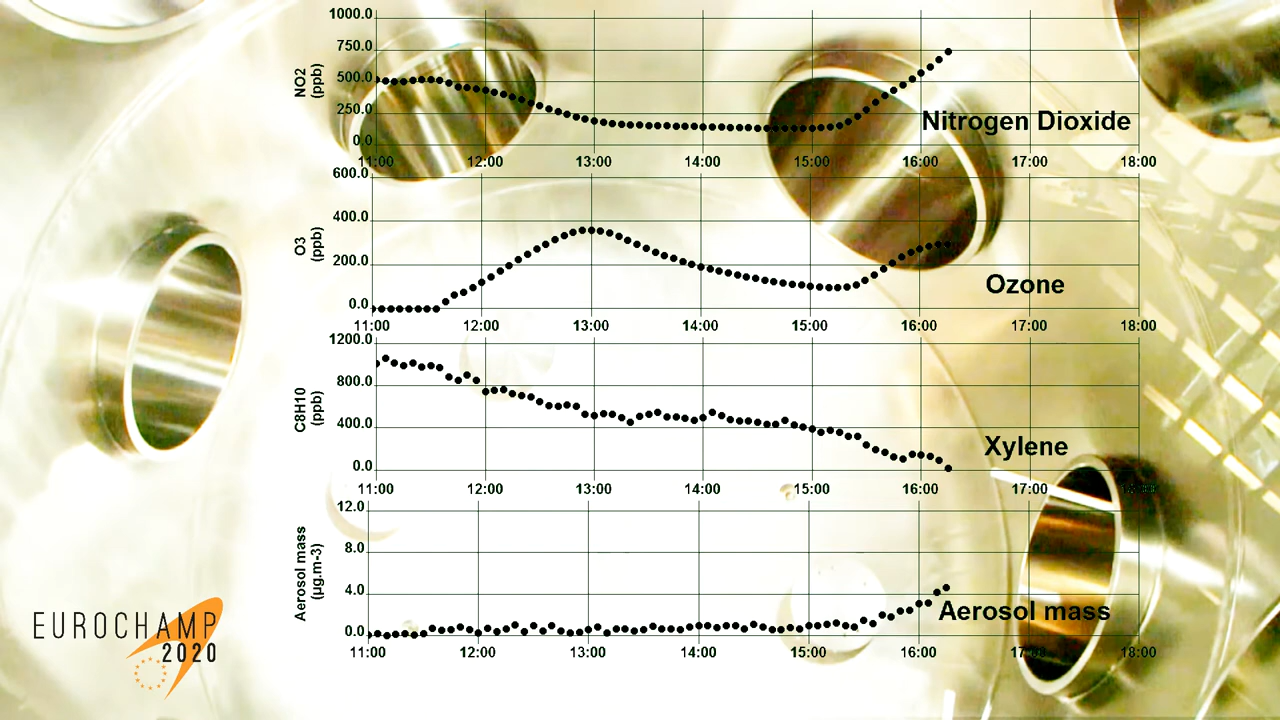 1000.0
750.0
500.0
250.0
0.0
NO2
(ppb)
Nitrogen Dioxide
11:00 12:00 13:00 14:00 15:00 16:00 17:00 18:00
600.0
400.0
200.0
0.0
O3
(ppb)
Ozone
11:00 12:00 13:00 14:00 15:00 16:00 17:00 18:00
1200.0
800.0
400.0
0.0
C8H10
(ppb)
Xylene
11:00 12:00 13:00 14:00 15:00 16:00 17:00
12.0
8.0
4.0
0.0
Aerosol mass
(µg.m-3)
Aerosol mass
11:00 12:00 13:00 14:00 15:00 16:00 17:00 18:00
EUROCHAMP
2020